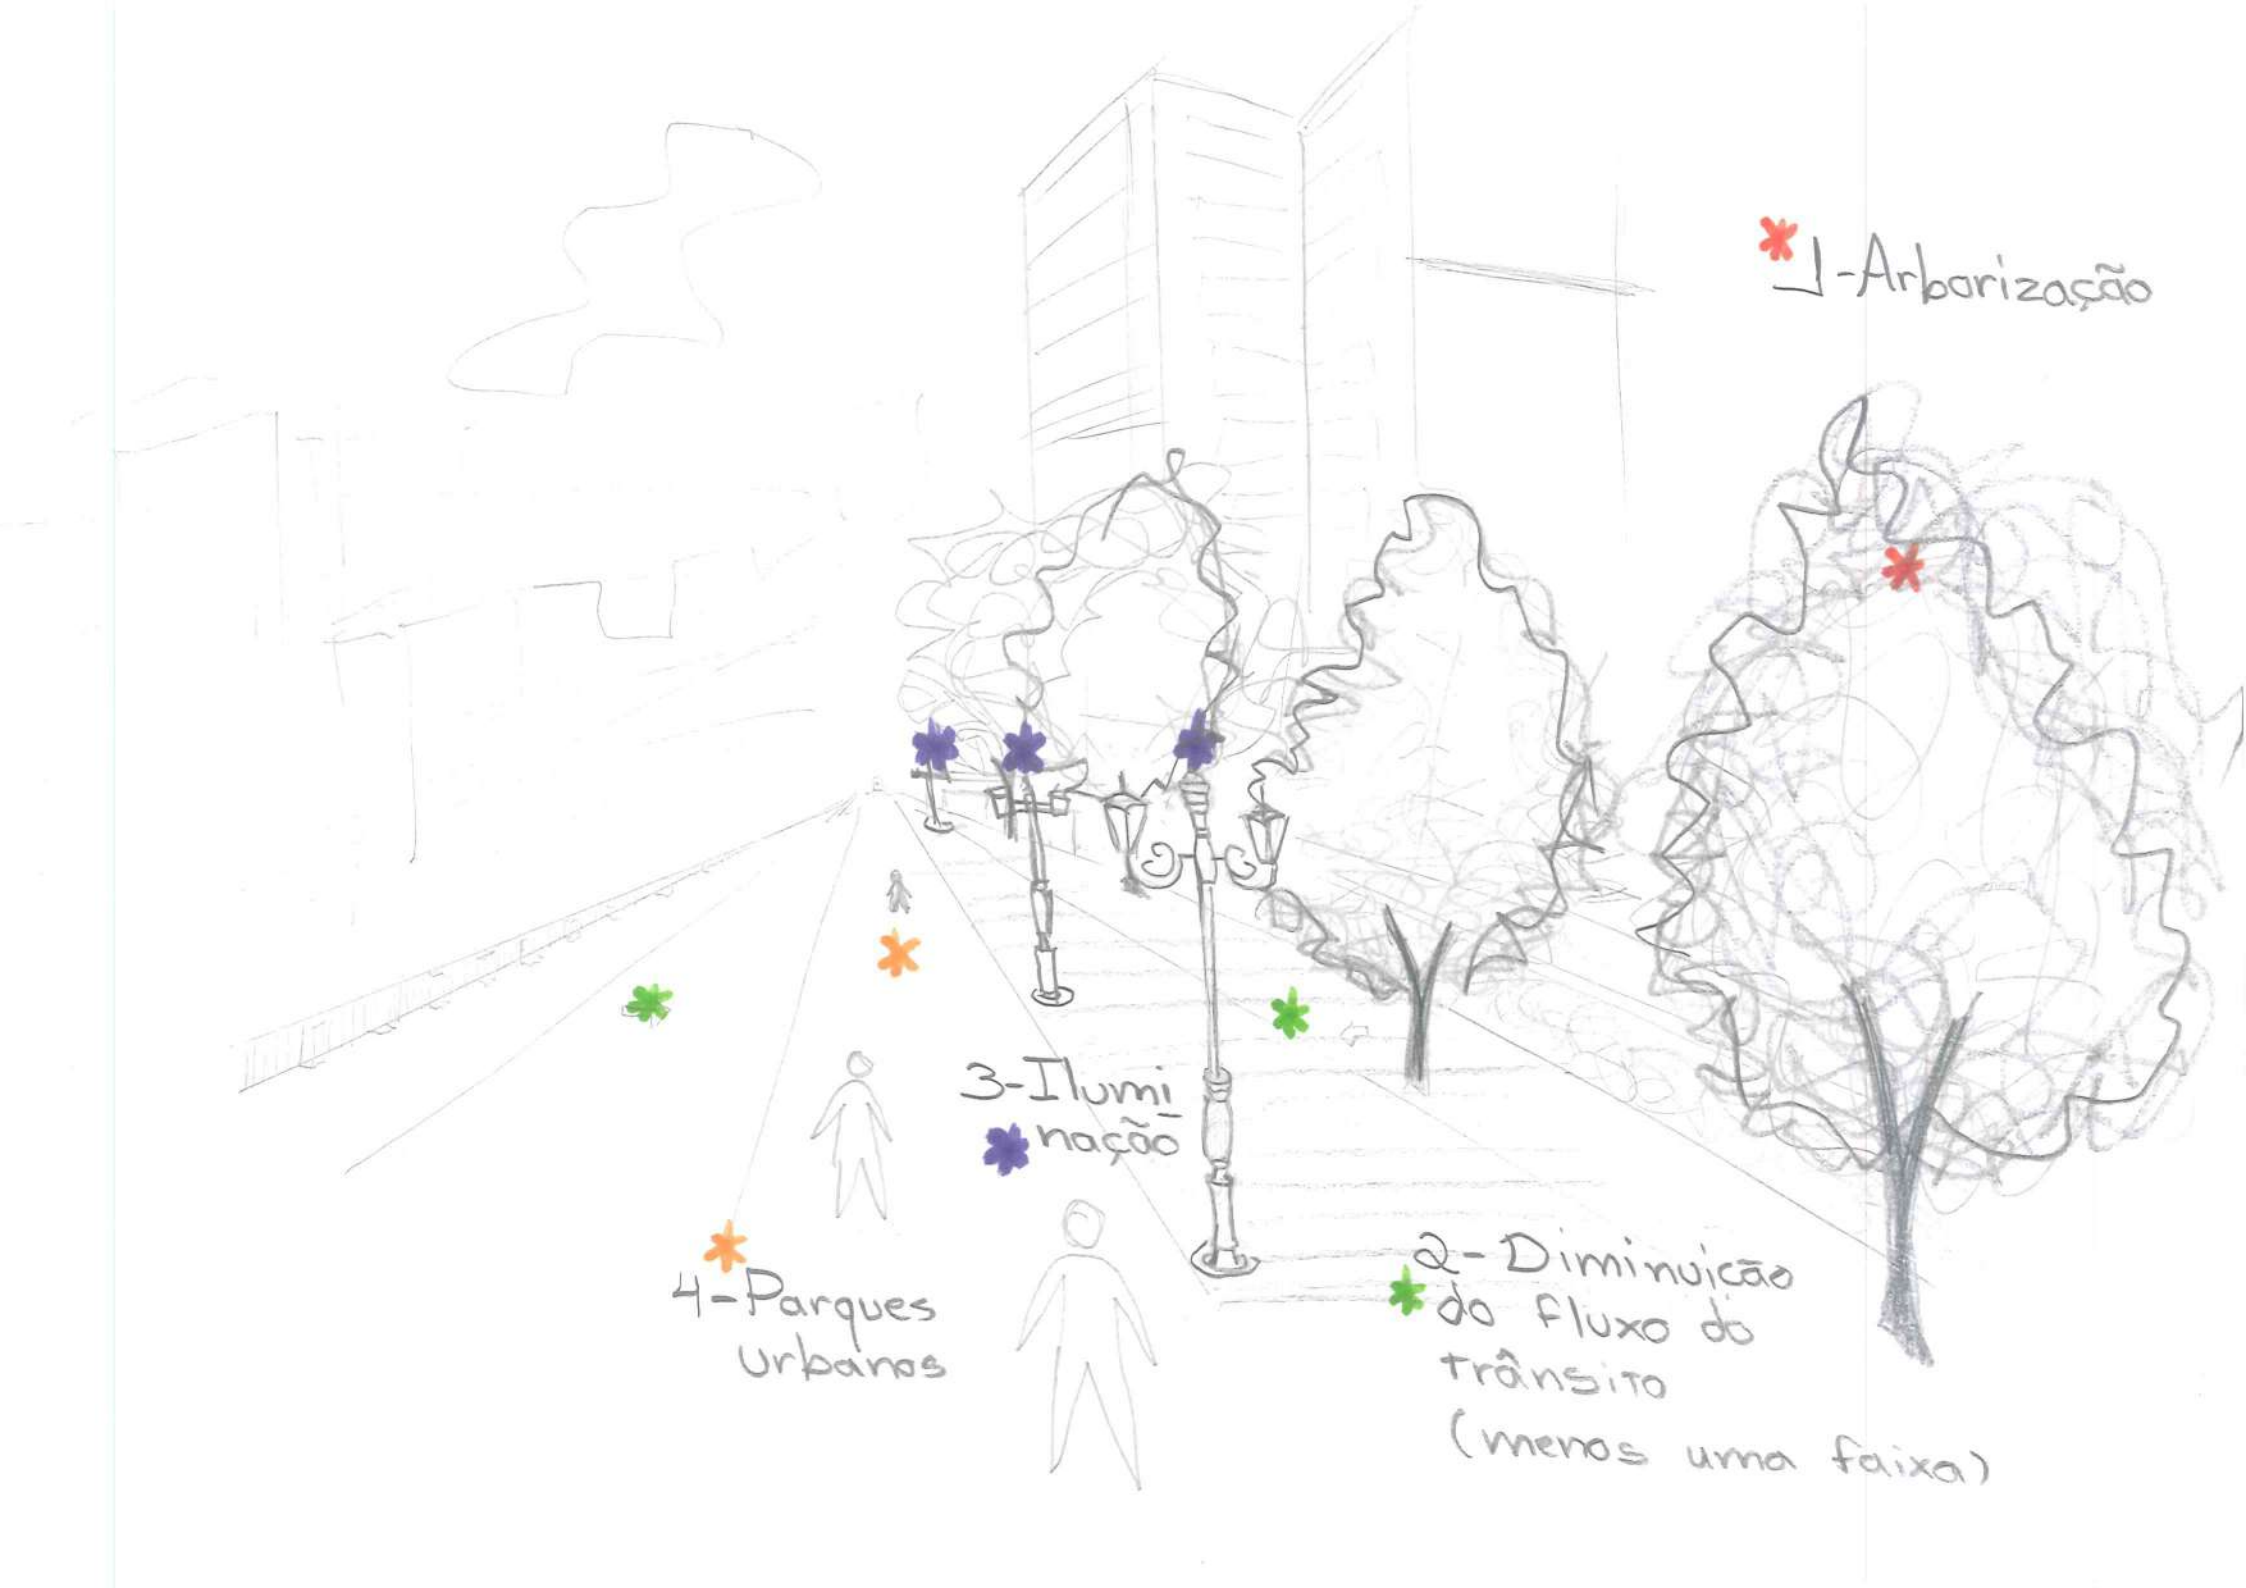 1-Arborização
3-Ilumi
nação
2-Diminuição
do fluxo do
trânsito
(menos uma faixa)
4-Parques
urbanos